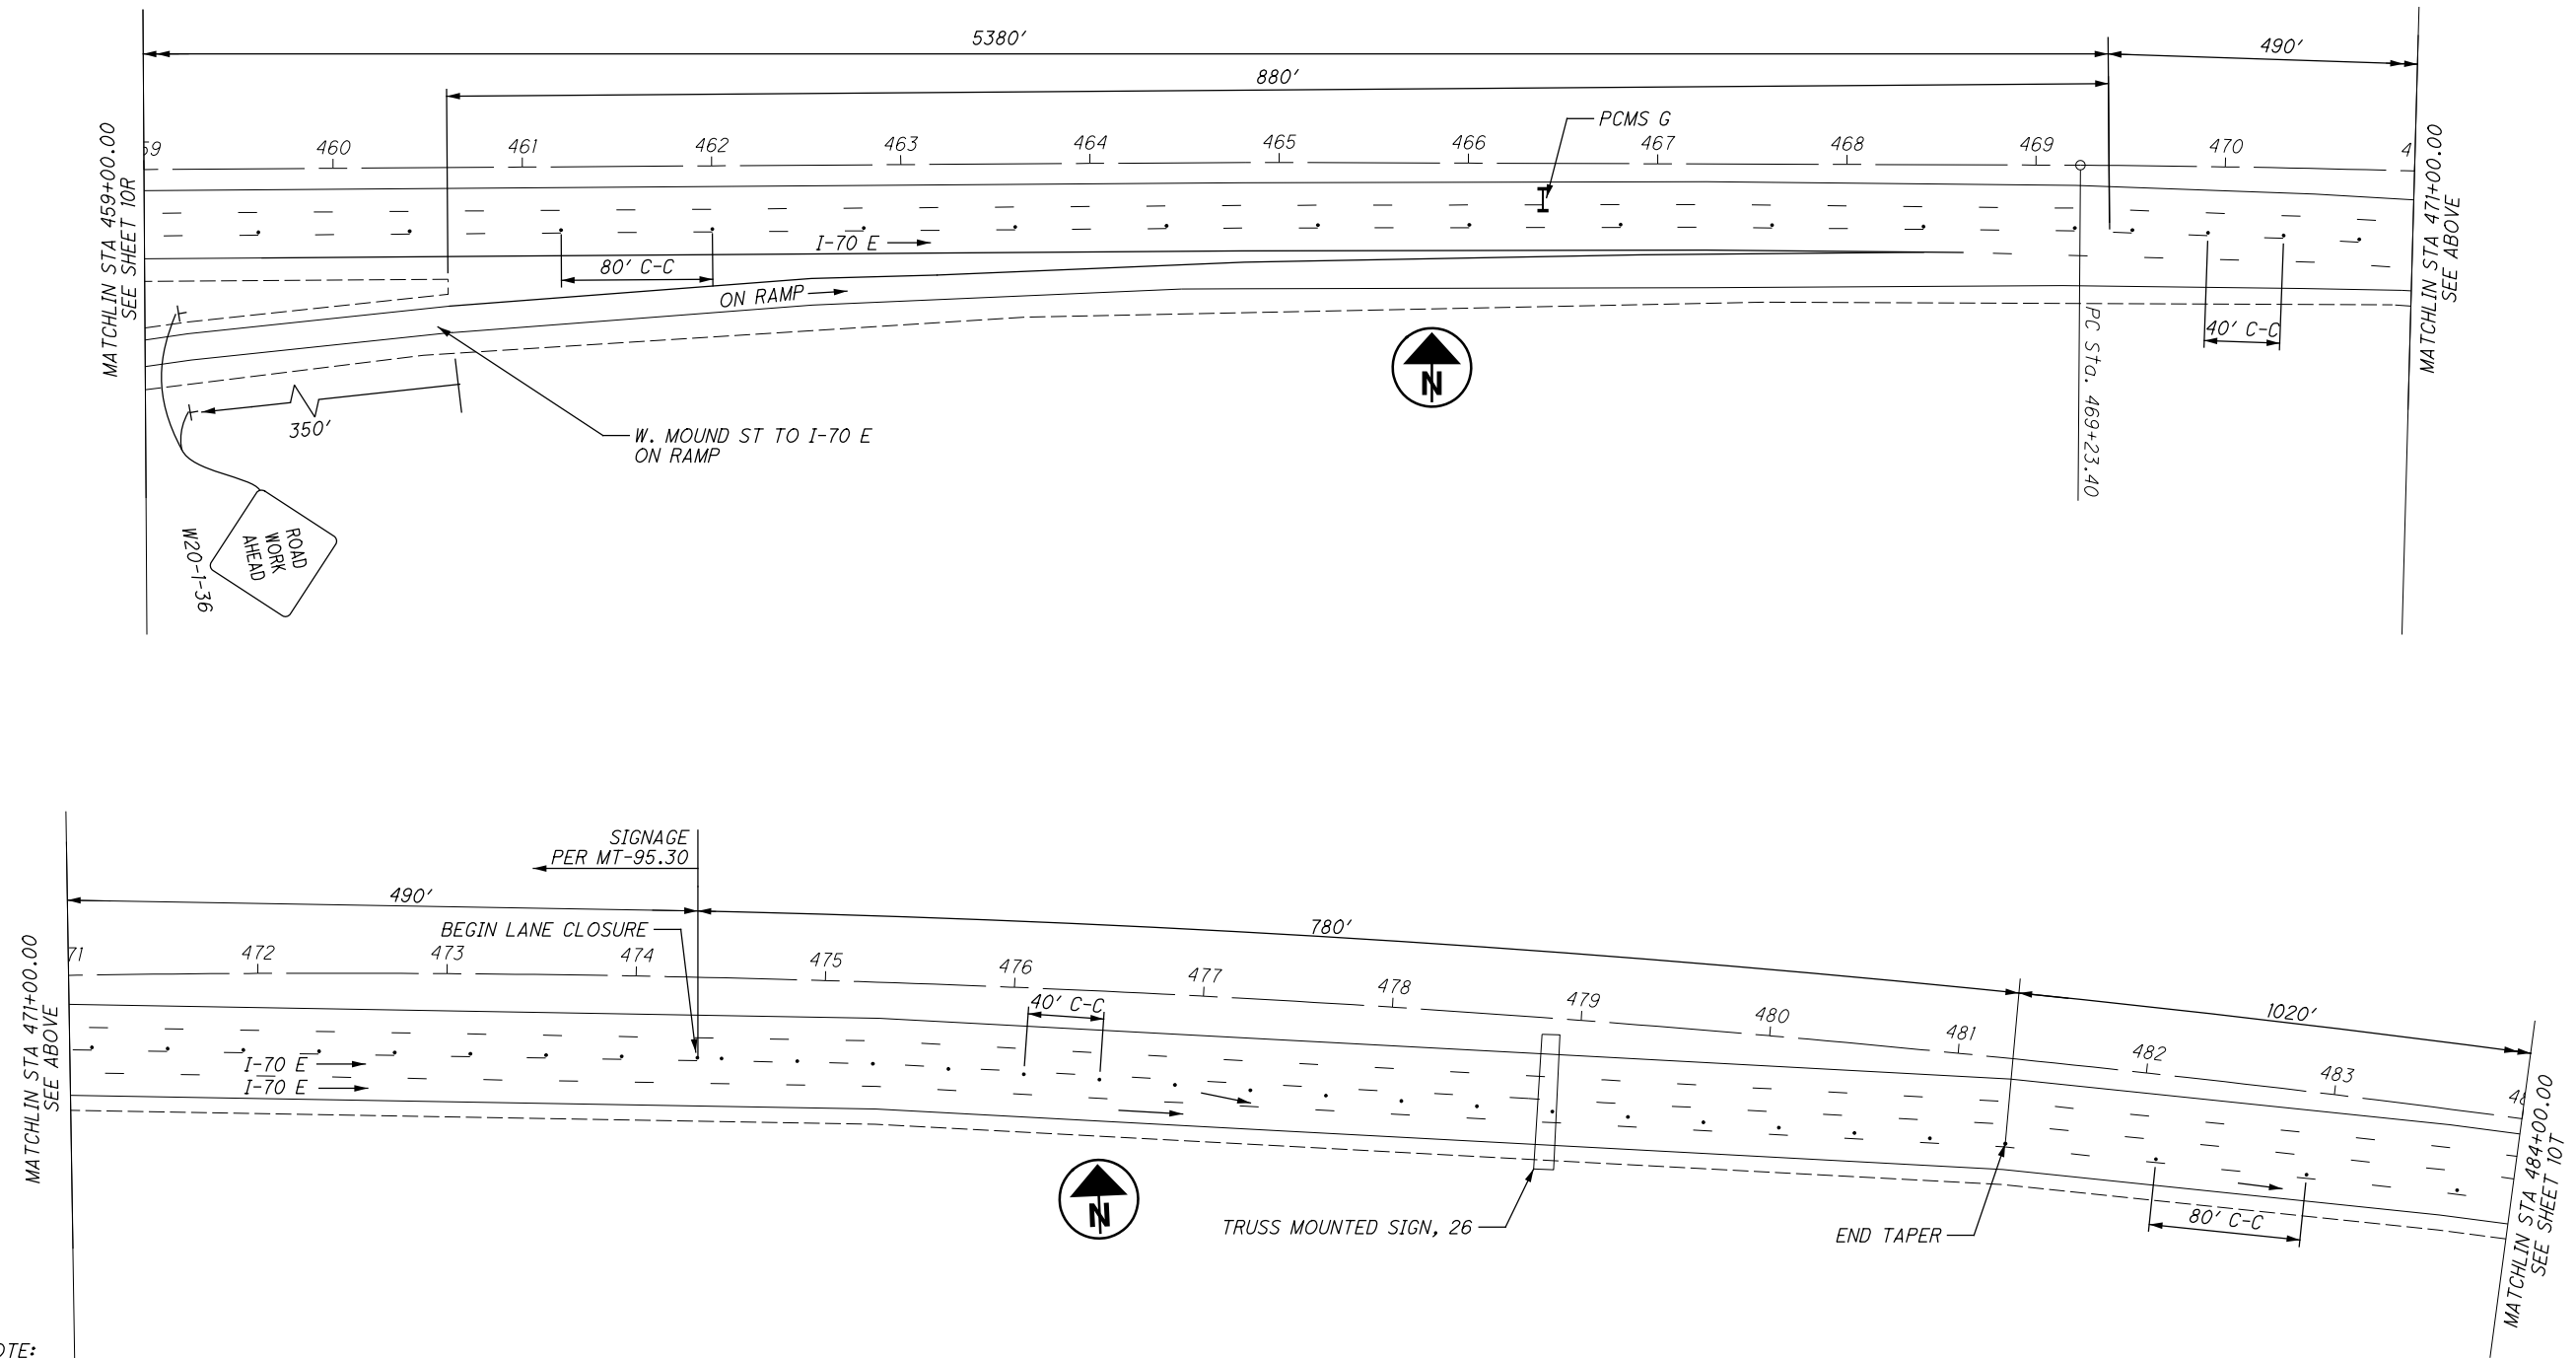 5380'
490'
880'
PCMS G
59 460 461 462 463 464 465 466 467 468 469 470 4
MATCHLIN STA 459+00.00
SEE SHEET 10R
MATCHLIN STA 471+00.00
SEE ABOVE
I-70 E
80' C-C
ON RAMP
40' C-C
PC Sta. 469+23.40
N
350'
W. MOUND ST TO I-70 E
ON RAMP
ROAD
WORK
AHEAD
W20-1-36
SIGNAGE
PER MT-95.30
490'
BEGIN LANE CLOSURE
780'
1020'
71 472 473 474 475 476 477 478 479 480 481 482 483 48
MATCHLIN STA 471+00.00
SEE ABOVE
40' C-C
I-70 E
I-70 E
N
TRUSS MOUNTED SIGN, 26
END TAPER
80' C-C
MATCHLIN STA 484+00.00
SEE SHEET 10T
OTE: